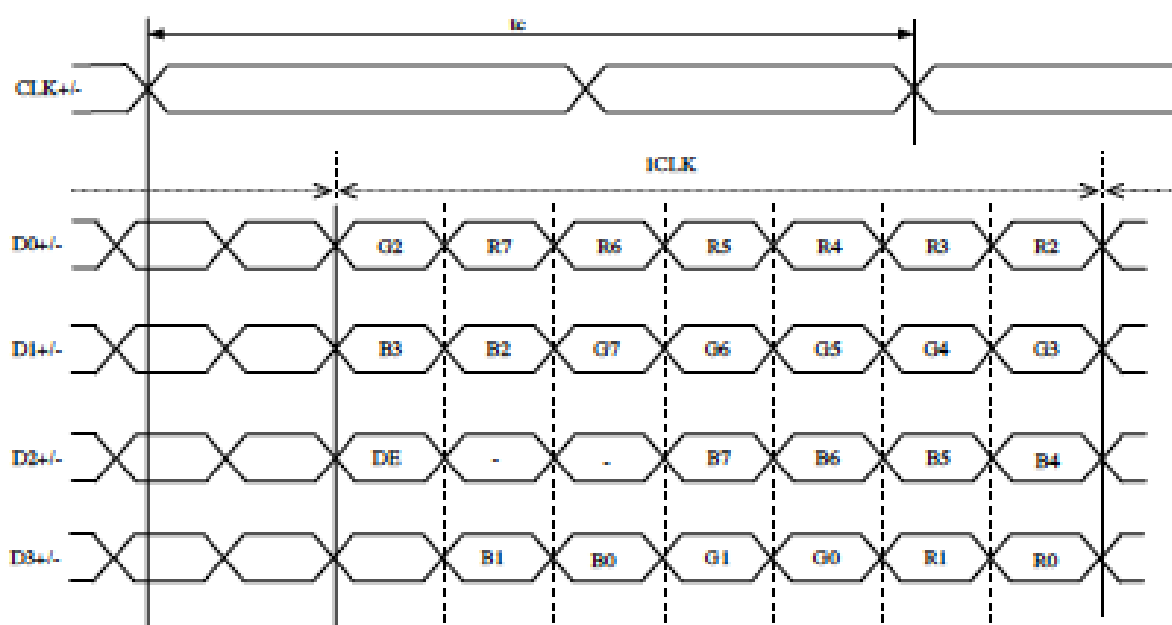 tc
CLK+/-
1CLK
D0+/- G2 R7 R6 R5 R4 R3 R2
D1+/- B3 B2 G7 G6 G5 G4 G3
D2+/- DE - - B7 B6 B5 B4
D3+/- B1 B0 G1 G0 R1 R0